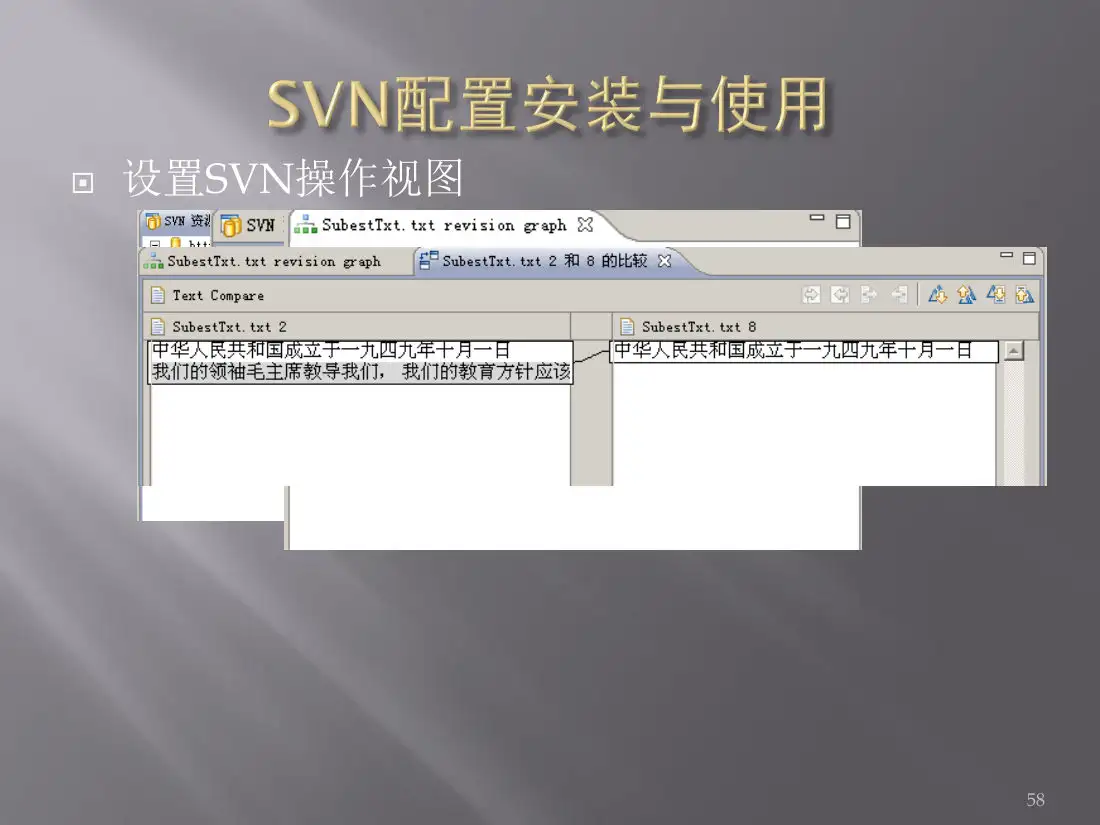 SVN配置安装与使用
设置SVN操作视图
SVN 资源
SVN
SubestTxt.txt revision graph
SubestTxt.txt revision graph
SubestTxt.txt 2 和 8 的比较
Text Compare
SubestTxt.txt 2
SubestTxt.txt 8
中华人民共和国成立于一九四九年十月一日
中华人民共和国成立于一九四九年十月一日
我们的领袖毛主席教导我们， 我们的教育方针应该
58